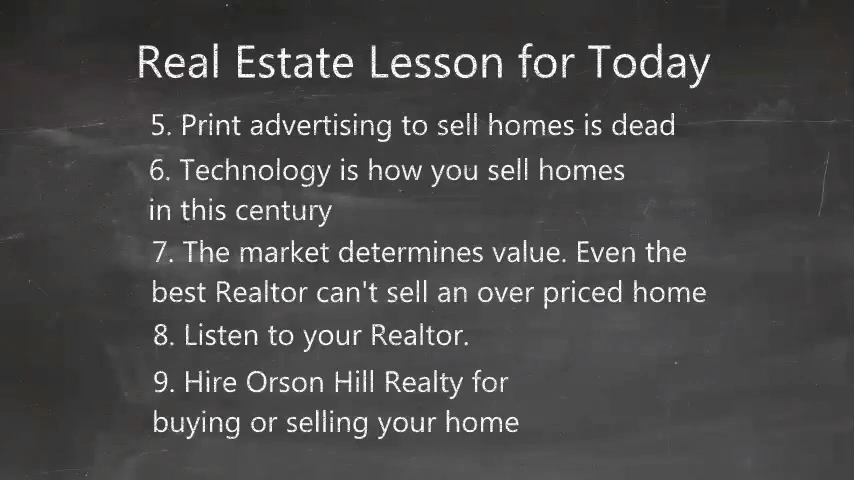 Real Estate Lesson for Today
5. Print advertising to sell homes is dead
6. Technology is how you sell homes
in this century
7. The market determines value. Even the
best Realtor can't sell an over priced home
8. Listen to your Realtor.
9. Hire Orson Hill Realty for
buying or selling your home